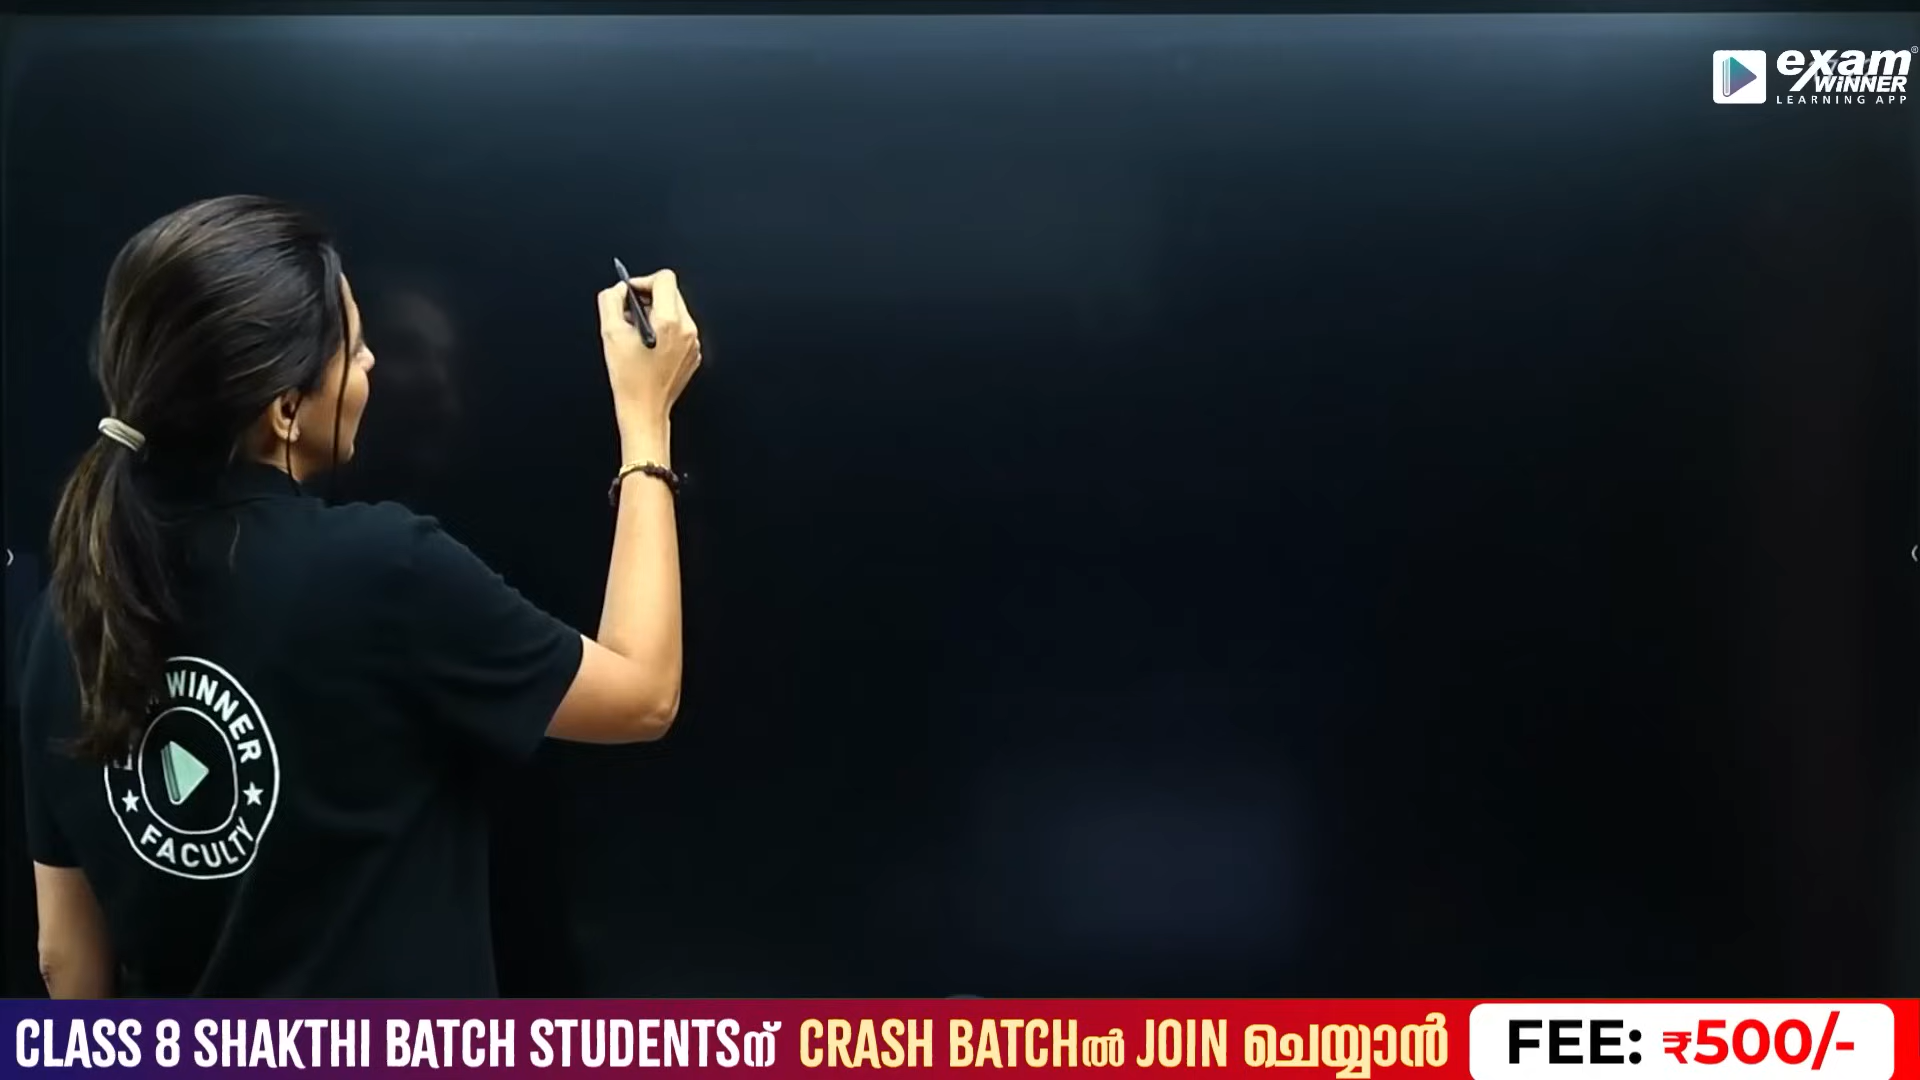 exam
WINNER
LEARNING APP
WINNER
FACULTY
CLASS 8 SHAKTHI BATCH STUDENTSന് CRASH BATCHൽ JOIN ചെയ്യാൻ FEE: ₹500/-